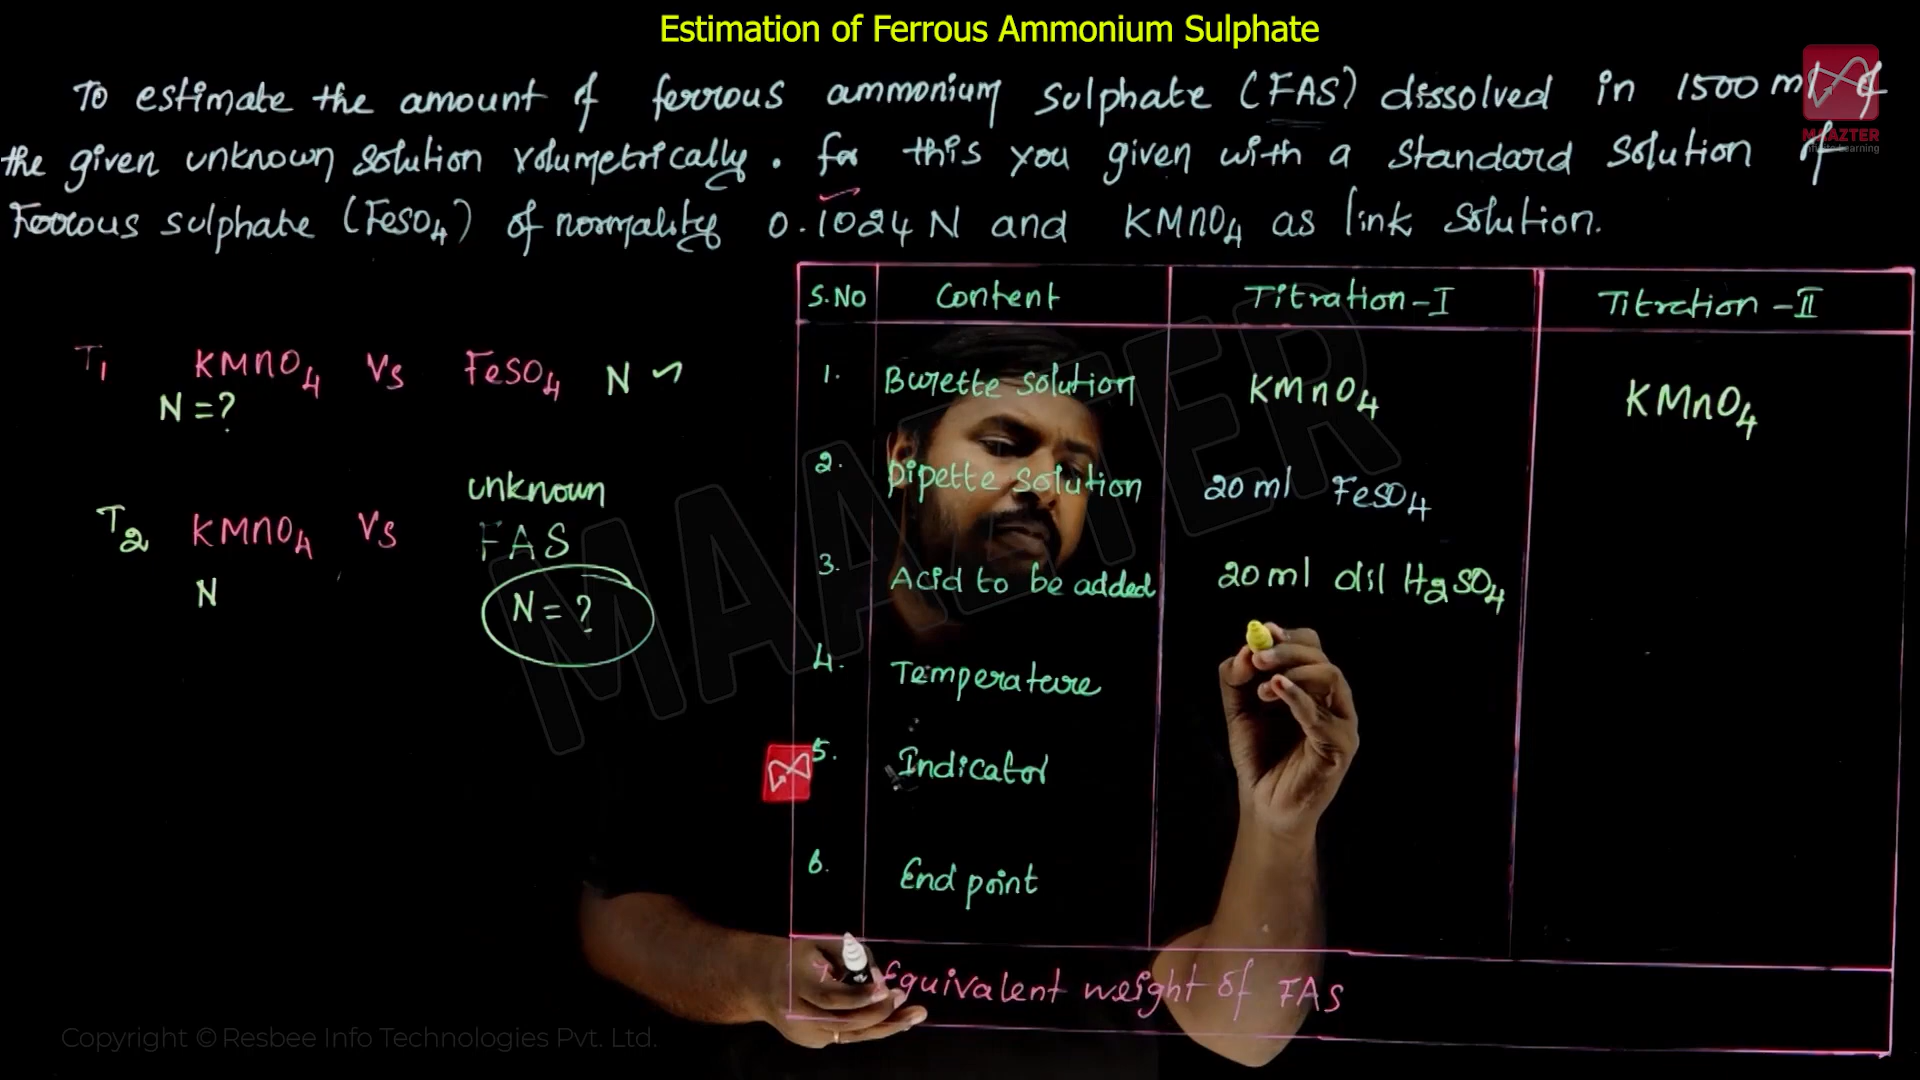 Estimation of Ferrous Ammonium Sulphate
To estimate the amount of ferrous ammonium sulphate (FAS) dissolved in 1500 ml of
the given unknown solution volumetrically. for this you given with a standard solution of
Ferrous sulphate (FeSO4) of normality 0.1024 N and KMnO4 as link solution.
MAAZTER
S.No Content Titration-I Titration-II
T1 KMnO4 Vs FeSO4 N
N=?
1. Burette solution KMnO4 KMnO4
2. Pipette solution 20 ml FeSO4
unknown
T2 KMnO4 Vs FAS
N N=?
3. Acid to be added 20 ml dil H2SO4
4. Temperature
5. Indicator
6. End point
7. Equivalent weight of FAS
MAAZTER
Copyright © Resbee Info Technologies Pvt. Ltd.